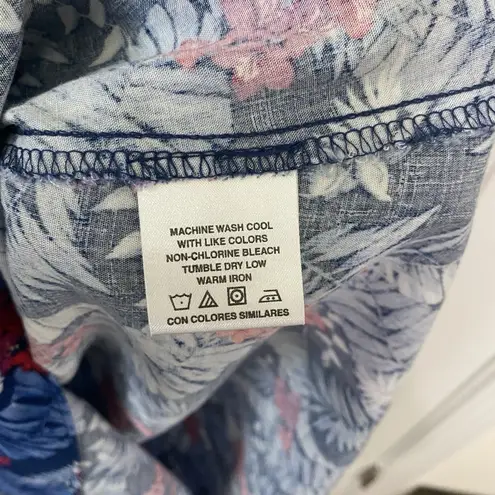 MACHINE WASH COOL
WITH LIKE COLORS
NON-CHLORINE BLEACH
TUMBLE DRY LOW
WARM IRON
CON COLORES SIMILARES